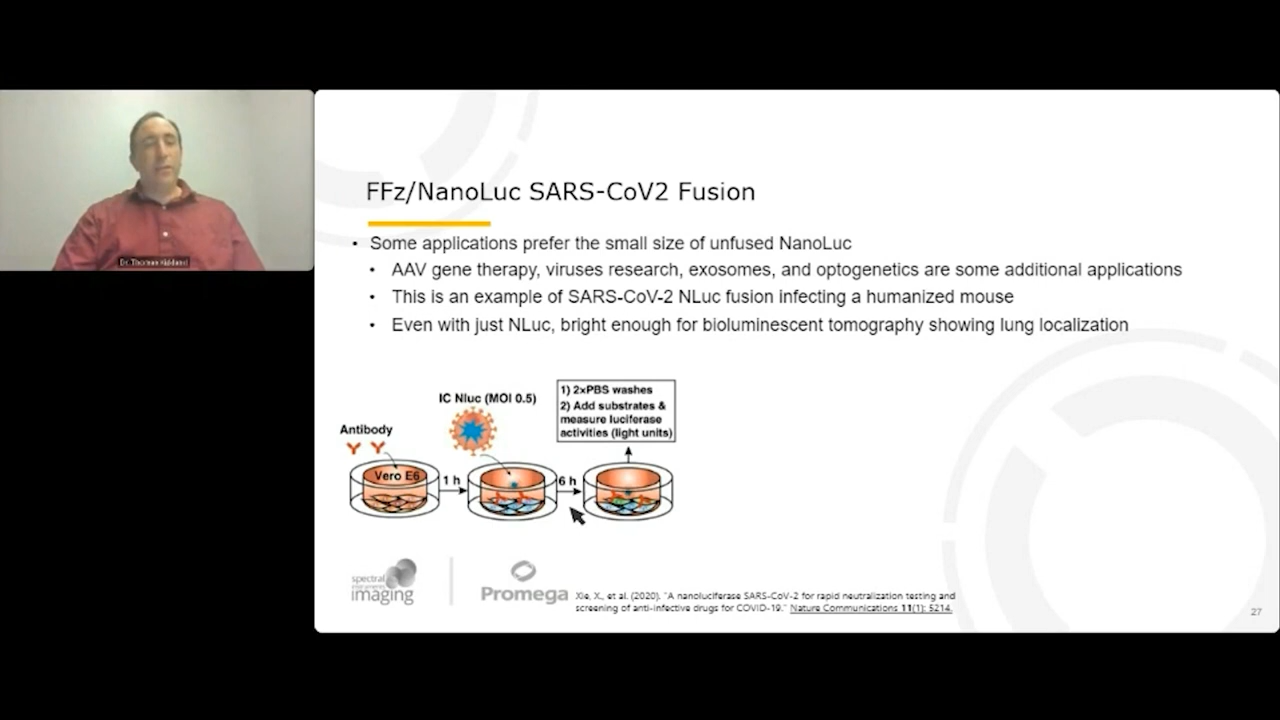 FFz/NanoLuc SARS-CoV2 Fusion
• Some applications prefer the small size of unfused NanoLuc
• AAV gene therapy, viruses research, exosomes, and optogenetics are some additional applications
• This is an example of SARS-CoV-2 NLuc fusion infecting a humanized mouse
• Even with just NLuc, bright enough for bioluminescent tomography showing lung localization
Antibody
Vero E6
1 h
IC Nluc (MOI 0.5)
6 h
1) 2xPBS washes
2) Add substrates &
measure luciferase
activities (light units)
spectral
instruments
imaging
Promega
Xie, X., et al. (2020). "A nanoluciferase SARS-CoV-2 for rapid neutralization testing and
screening of anti-infective drugs for COVID-19." Nature Communications 11(1): 5214.
27
Dr. Thomas